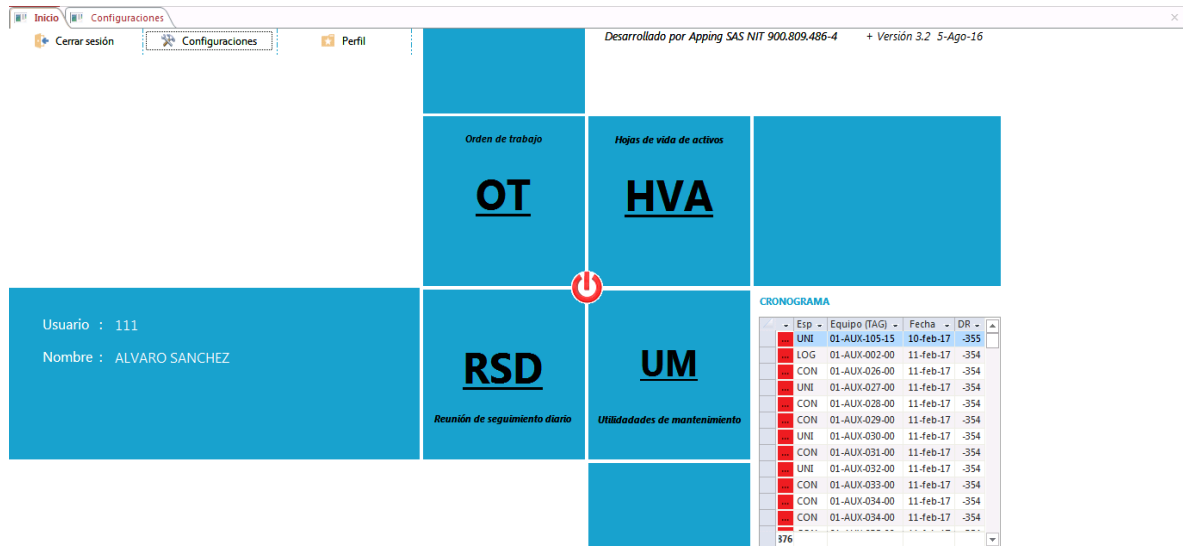 Inicio Configuraciones
Cerrar sesión Configuraciones Perfil
Desarrollado por Apping SAS NIT 900.809.486-4 + Versión 3.2 5-Ago-16
Orden de trabajo
OT
Hojas de vida de activos
HVA
Usuario : 111
Nombre : ALVARO SANCHEZ
RSD
Reunión de seguimiento diario
UM
Utilidadades de mantenimiento
CRONOGRAMA
Esp Equipo (TAG) Fecha DR
... UNI 01-AUX-105-15 10-feb-17 -355
... LOG 01-AUX-002-00 11-feb-17 -354
... CON 01-AUX-026-00 11-feb-17 -354
... UNI 01-AUX-027-00 11-feb-17 -354
... CON 01-AUX-028-00 11-feb-17 -354
... CON 01-AUX-029-00 11-feb-17 -354
... UNI 01-AUX-030-00 11-feb-17 -354
... CON 01-AUX-031-00 11-feb-17 -354
... UNI 01-AUX-032-00 11-feb-17 -354
... CON 01-AUX-033-00 11-feb-17 -354
... CON 01-AUX-034-00 11-feb-17 -354
... CON 01-AUX-034-00 11-feb-17 -354
376